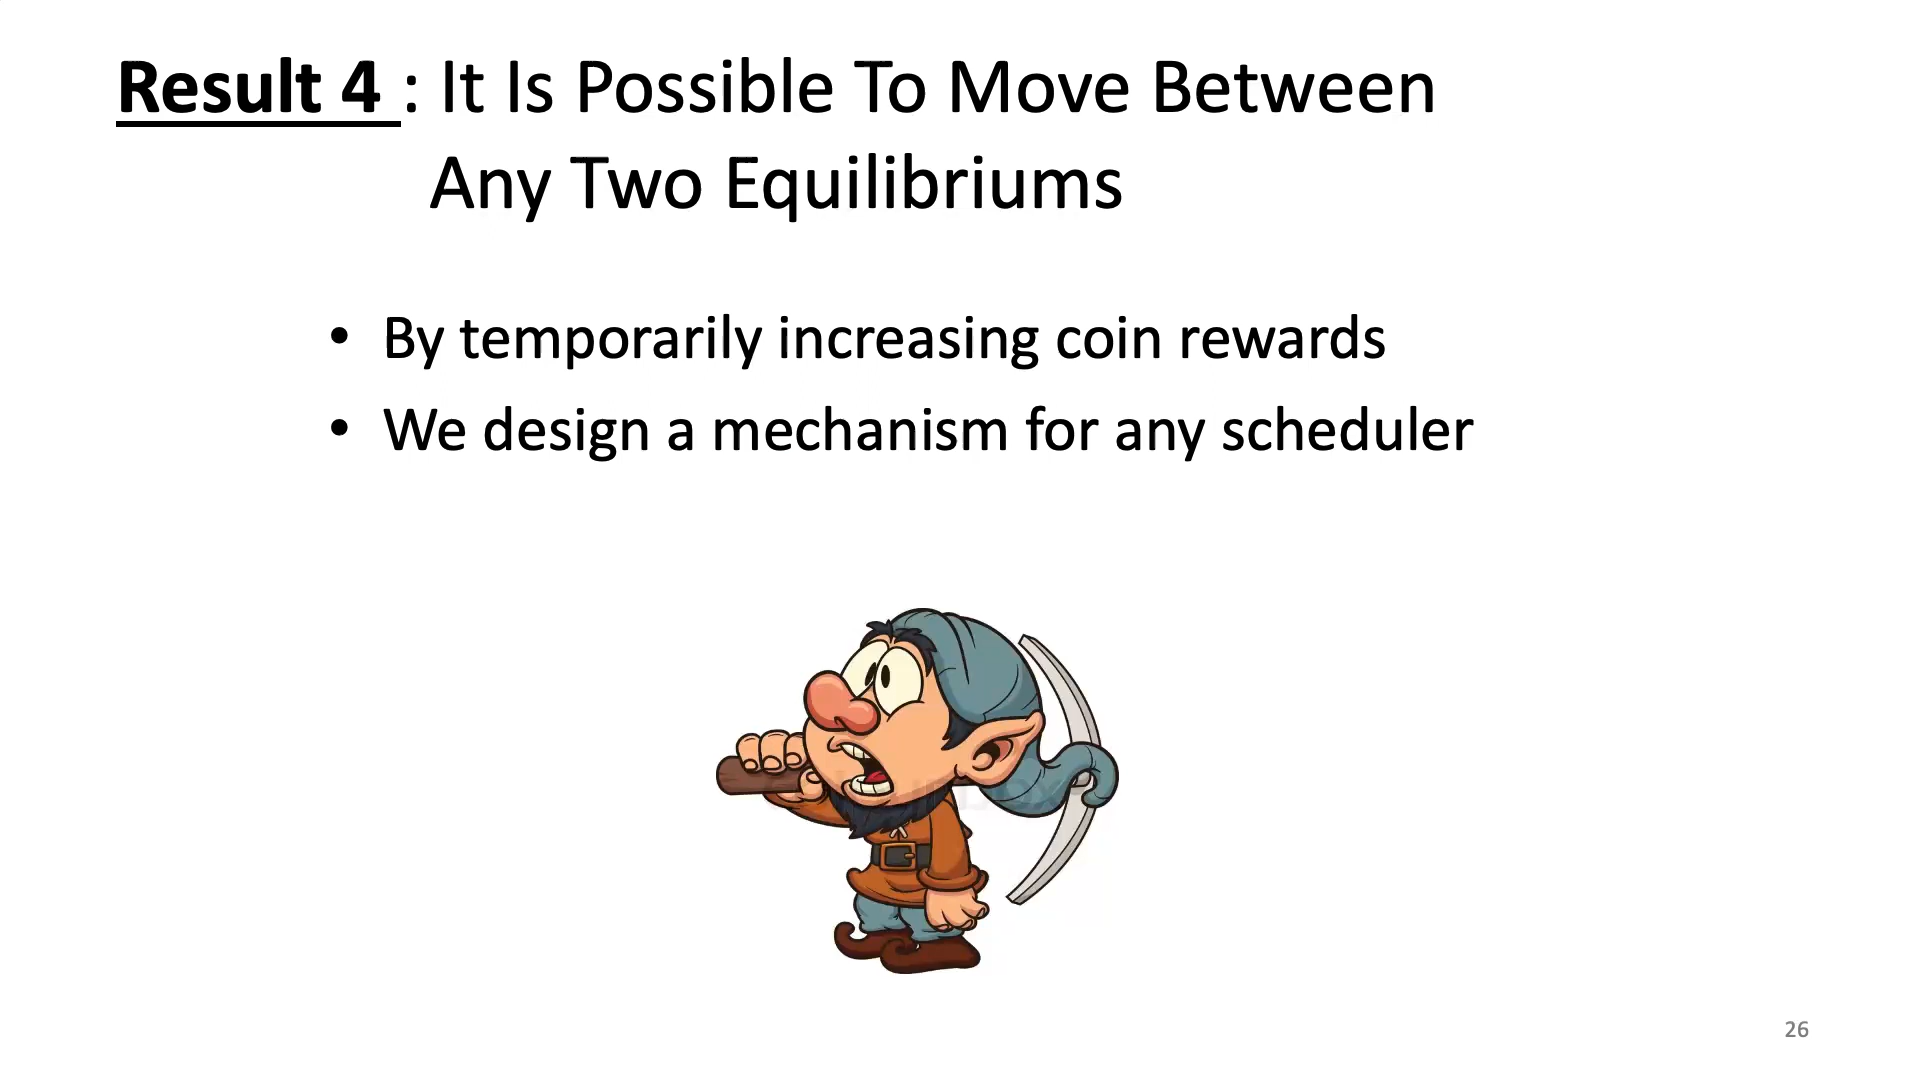 Result 4 : It Is Possible To Move Between
Any Two Equilibriums
• By temporarily increasing coin rewards
• We design a mechanism for any scheduler
26